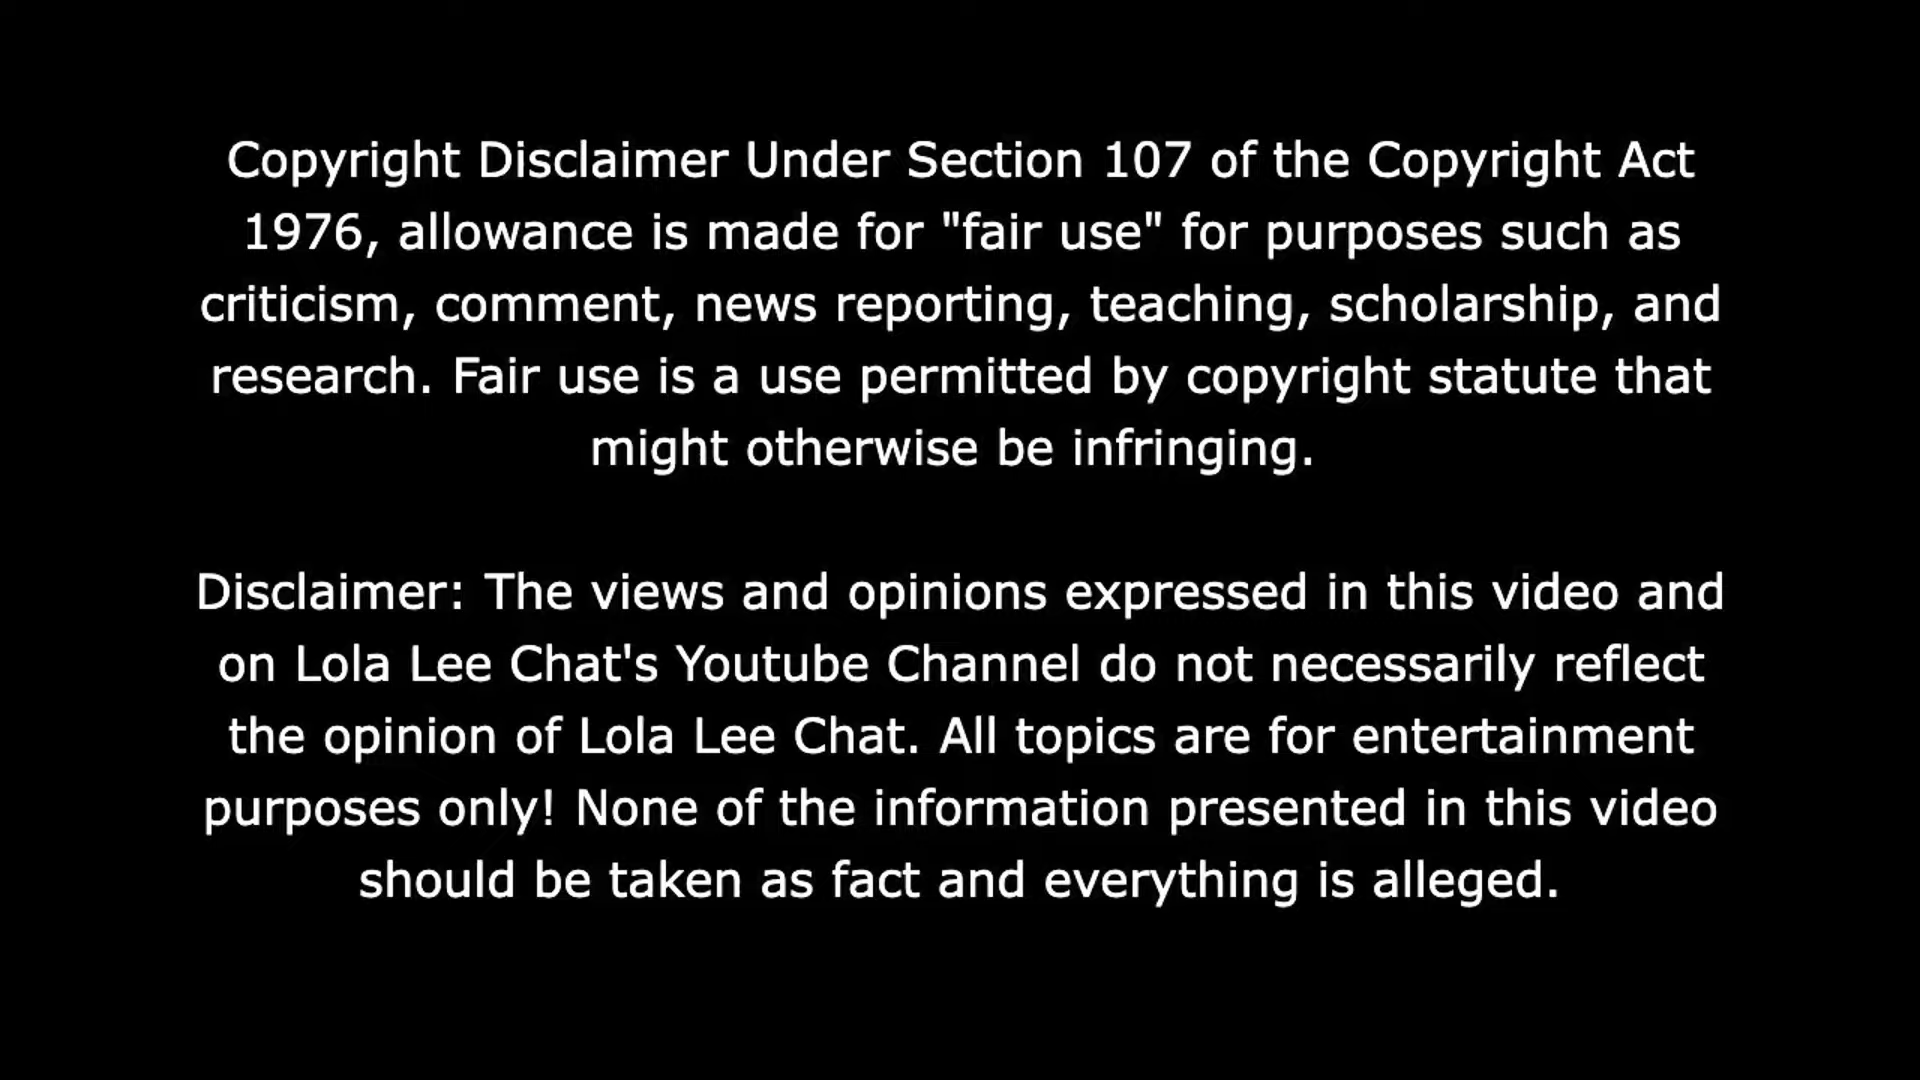 Copyright Disclaimer Under Section 107 of the Copyright Act
1976, allowance is made for "fair use" for purposes such as
criticism, comment, news reporting, teaching, scholarship, and
research. Fair use is a use permitted by copyright statute that
might otherwise be infringing.
Disclaimer: The views and opinions expressed in this video and
on Lola Lee Chat's Youtube Channel do not necessarily reflect
the opinion of Lola Lee Chat. All topics are for entertainment
purposes only! None of the information presented in this video
should be taken as fact and everything is alleged.